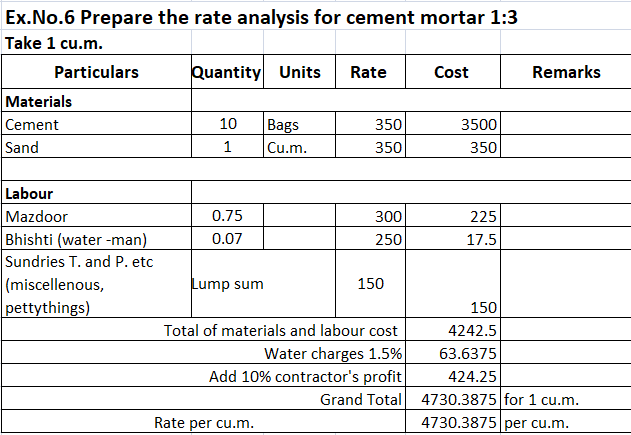 Ex.No.6 Prepare the rate analysis for cement mortar 1:3
Take 1 cu.m.
Particulars Quantity Units Rate Cost Remarks
Materials
Cement 10 Bags 350 3500
Sand 1 Cu.m. 350 350
Labour
Mazdoor 0.75 300 225
Bhishti (water -man) 0.07 250 17.5
Sundries T. and P. etc
(miscellenous, Lump sum 150
pettythings) 150
Total of materials and labour cost 4242.5
Water charges 1.5% 63.6375
Add 10% contractor's profit 424.25
Grand Total 4730.3875 for 1 cu.m.
Rate per cu.m. 4730.3875 per cu.m.